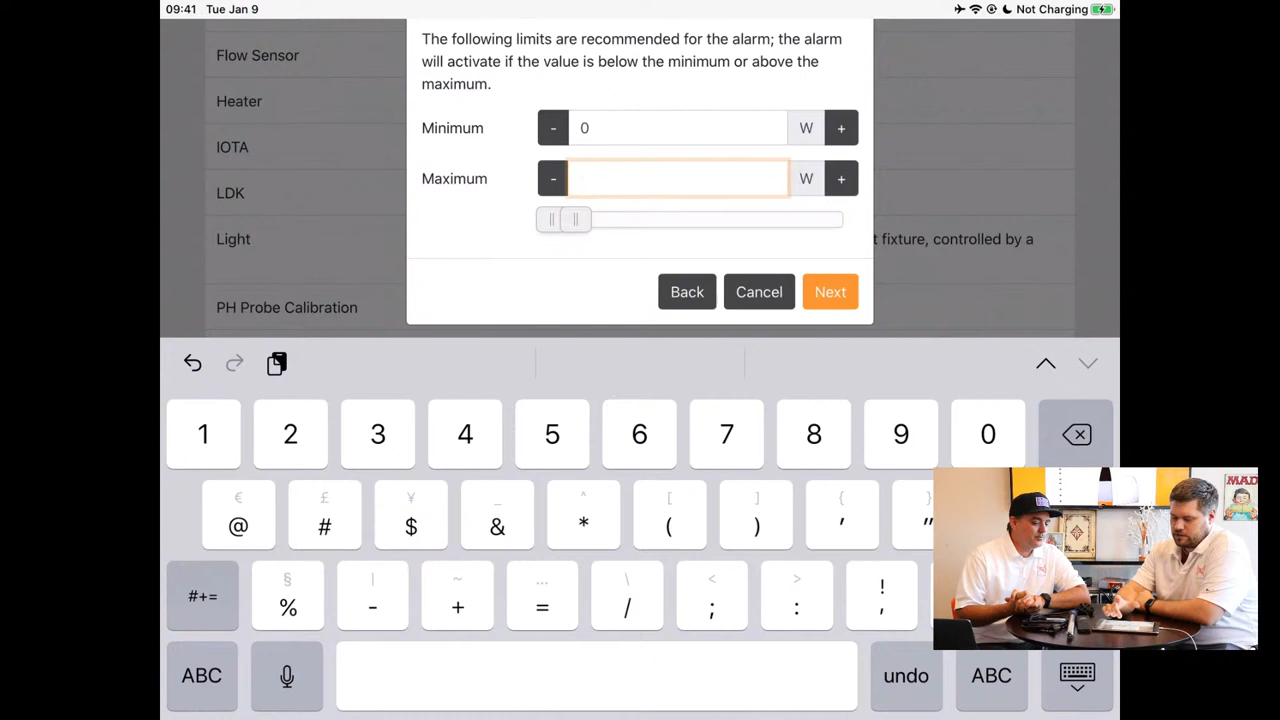 09:41 Tue Jan 9
Not Charging
Flow Sensor
Heater
IOTA
LDK
Light
t fixture, controlled by a
PH Probe Calibration
The following limits are recommended for the alarm; the alarm
will activate if the value is below the minimum or above the
maximum.
Minimum - 0 W +
Maximum - W +
Back Cancel Next
1 2 3 4 5 6 7 8 9 0
€ £ ¥ _ ^ [ ] { }
@ # $ & * ( ) ' "
§ | ~ … \ < > !
#+= % - + = / ; : ,
ABC undo ABC
MAD